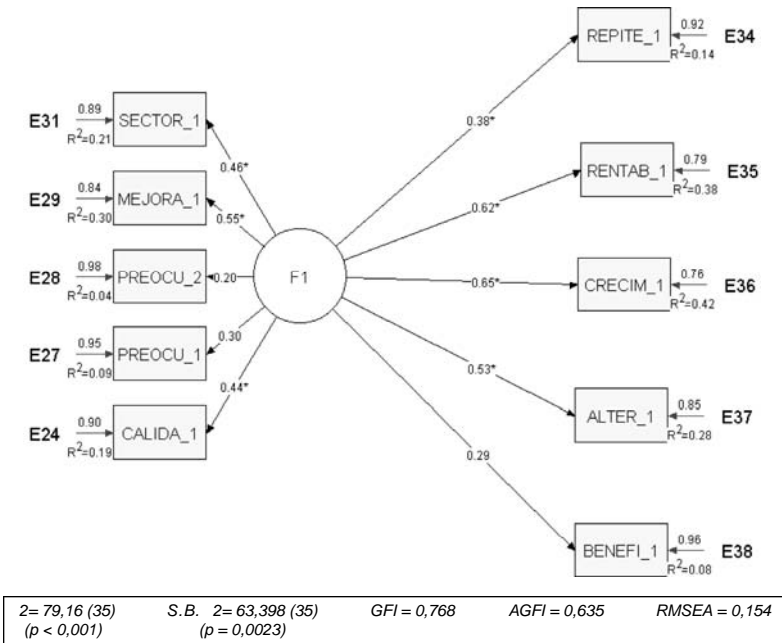 0.92
REPITE_1
E34
R²=0.14
0.89
E31
SECTOR_1
R²=0.21
0.38*
0.46*
0.79
RENTAB_1
E35
R²=0.38
0.84
E29
MEJORA_1
R²=0.30
0.55*
0.62*
0.98
E28
PREOCU_2
R²=0.04
0.20
F1
0.65*
0.76
CRECIM_1
E36
R²=0.42
0.95
E27
PREOCU_1
R²=0.09
0.30
0.44*
0.53*
0.90
E24
CALIDA_1
R²=0.19
0.85
ALTER_1
E37
R²=0.28
0.29
0.96
BENEFI_1
E38
R²=0.08
2= 79,16 (35) S.B. 2= 63,398 (35) GFI = 0,768 AGFI = 0,635 RMSEA = 0,154
(p < 0,001) (p = 0,0023)